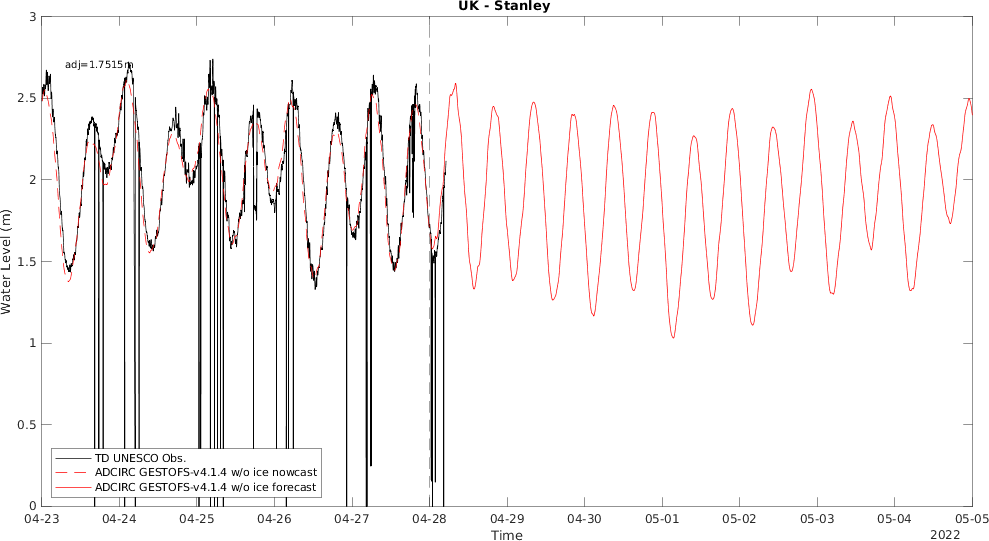 UK - Stanley
3
adj=1.7515m
2.5
2
1.5
1
0.5
0
Water Level (m)
TD UNESCO Obs.
ADCIRC GESTOFS-v4.1.4 w/o ice nowcast
ADCIRC GESTOFS-v4.1.4 w/o ice forecast
04-23 04-24 04-25 04-26 04-27 04-28 04-29 04-30 05-01 05-02 05-03 05-04 05-05
Time
2022